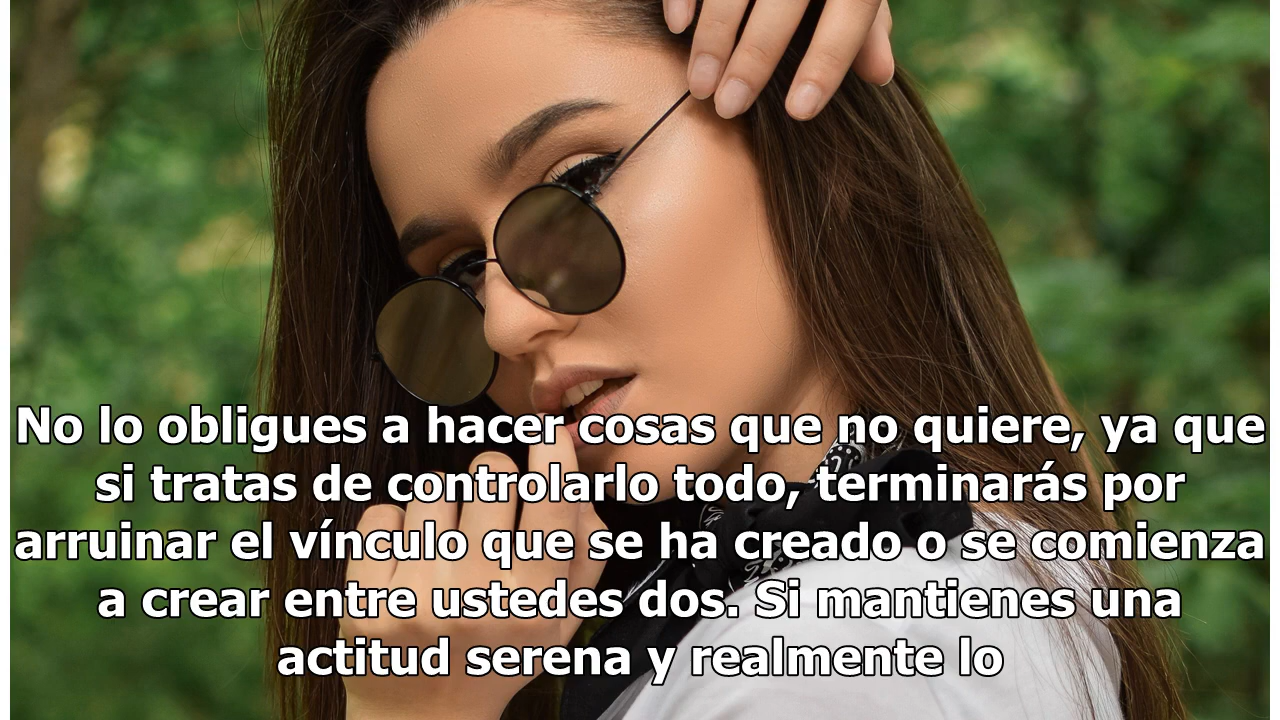 No lo obligues a hacer cosas que no quiere, ya que
si tratas de controlarlo todo, terminarás por
arruinar el vínculo que se ha creado o se comienza
a crear entre ustedes dos. Si mantienes una
actitud serena y realmente lo